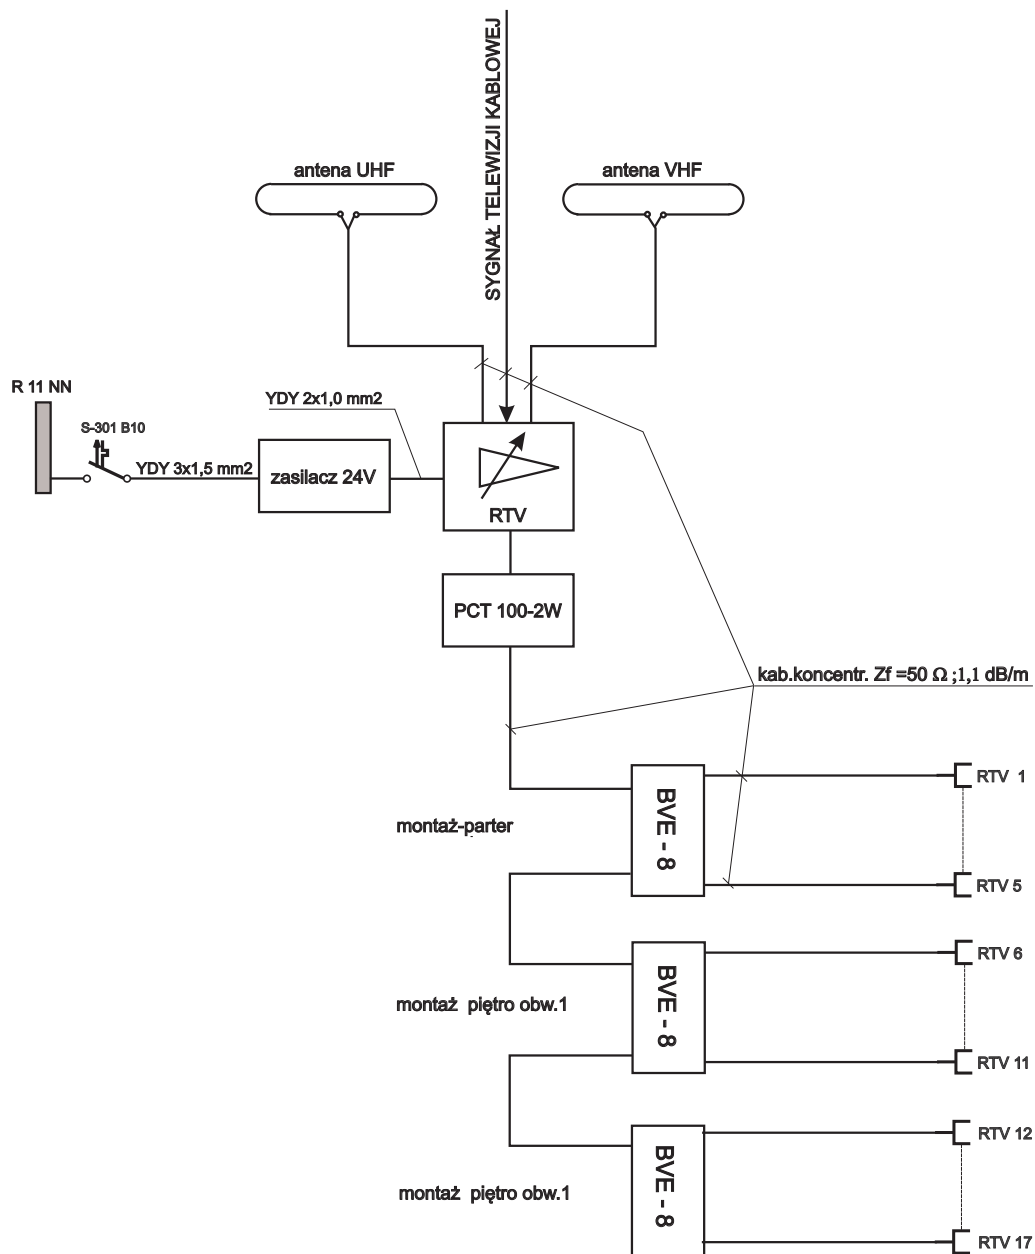 SYGNAŁ TELEWIZJI KABLOWEJ
antena UHF
antena VHF
R 11 NN
YDY 2x1,0 mm2
S-301 B10
YDY 3x1,5 mm2
zasilacz 24V
RTV
PCT 100-2W
kab.koncentr. Zf =50 Ω ;1,1 dB/m
BVE - 8
RTV 1
montaż-parter
RTV 5
BVE - 8
RTV 6
montaż piętro obw.1
RTV 11
BVE - 8
RTV 12
montaż piętro obw.1
RTV 17